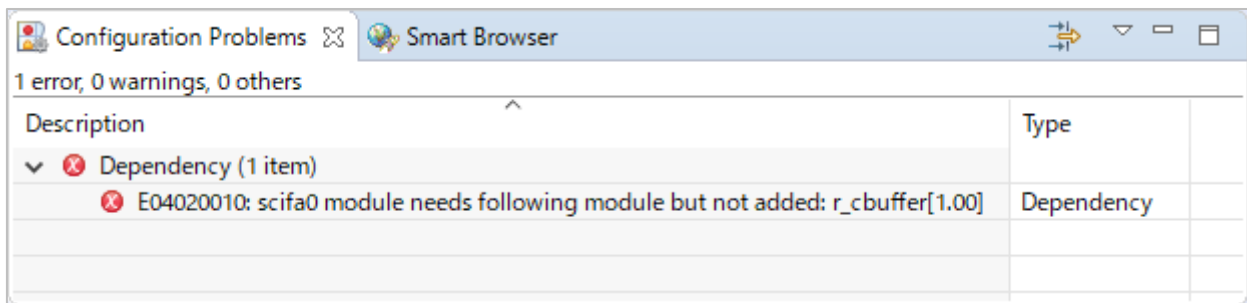 Configuration Problems Smart Browser
1 error, 0 warnings, 0 others
Description Type
Dependency (1 item)
E04020010: scifa0 module needs following module but not added: r_cbuffer[1.00] Dependency